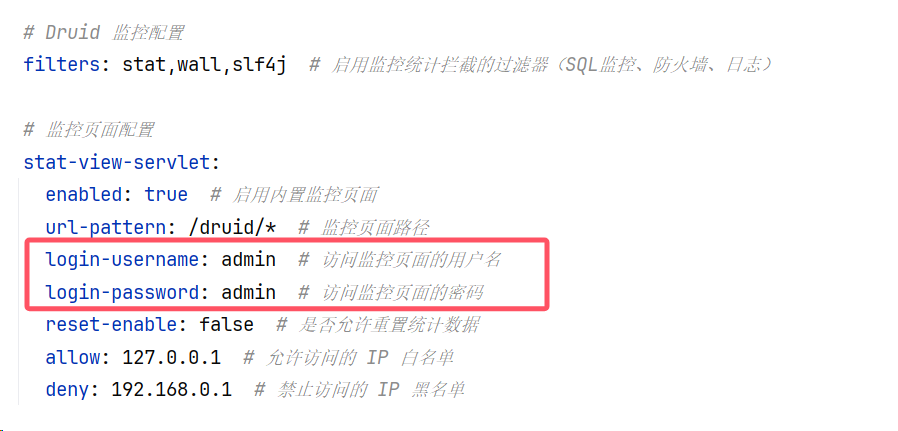 # Druid 监控配置
filters: stat,wall,slf4j  # 启用监控统计拦截的过滤器（SQL监控、防火墙、日志）
# 监控页面配置
stat-view-servlet:
  enabled: true  # 启用内置监控页面
  url-pattern: /druid/*  # 监控页面路径
  login-username: admin  # 访问监控页面的用户名
  login-password: admin  # 访问监控页面的密码
  reset-enable: false  # 是否允许重置统计数据
  allow: 127.0.0.1  # 允许访问的 IP 白名单
  deny: 192.168.0.1  # 禁止访问的 IP 黑名单